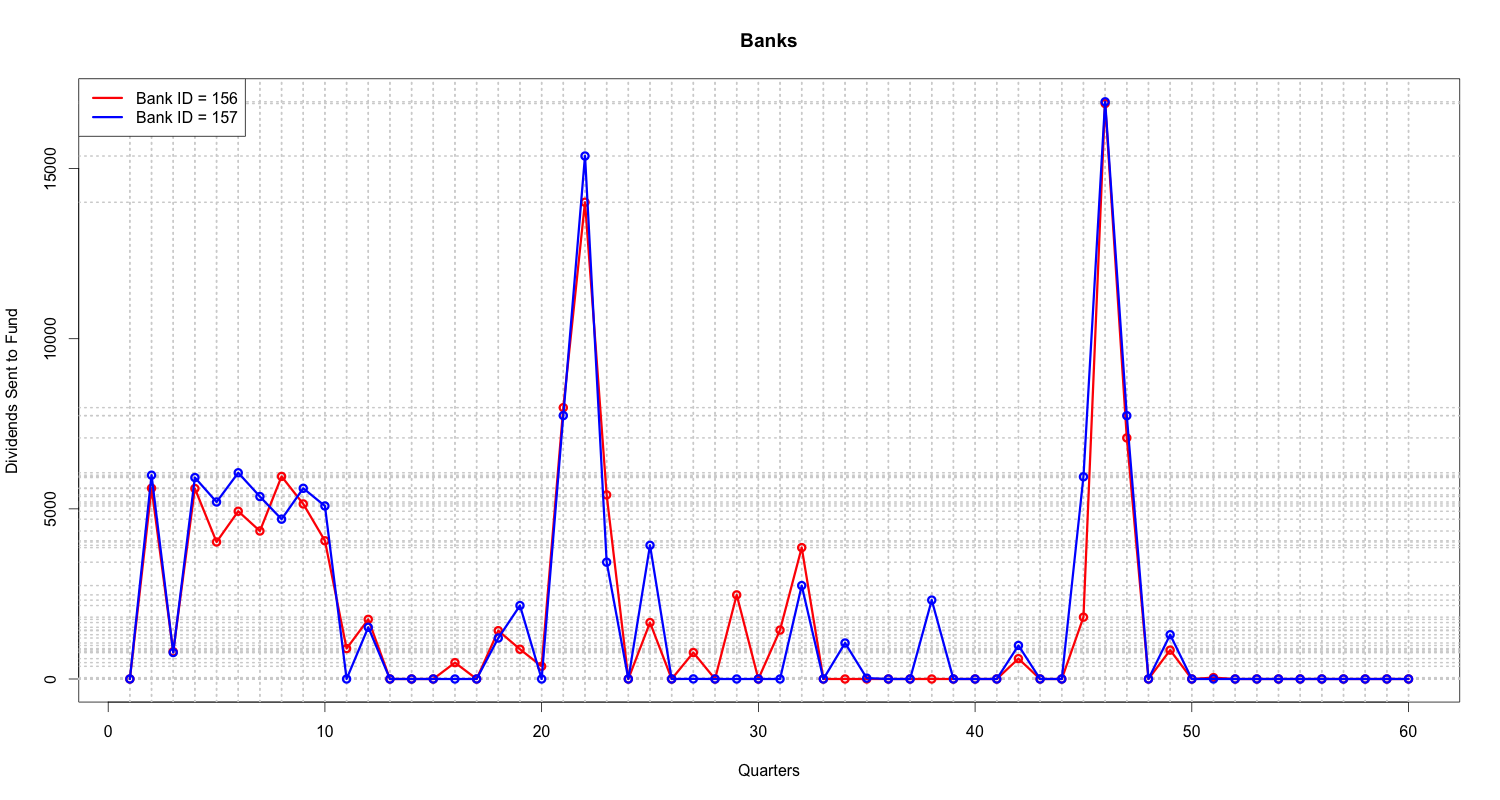 Banks
Bank ID = 156
Bank ID = 157
Dividends Sent to Fund
15000
10000
5000
0
0 10 20 30 40 50 60
Quarters